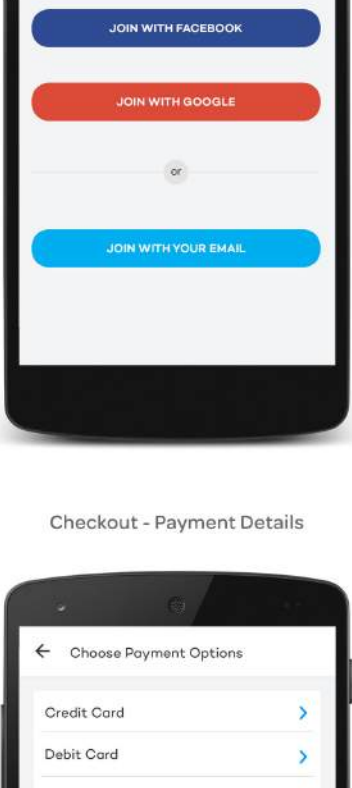 JOIN WITH FACEBOOK
JOIN WITH GOOGLE
or
JOIN WITH YOUR EMAIL
Checkout - Payment Details
Choose Payment Options
Credit Card
Debit Card